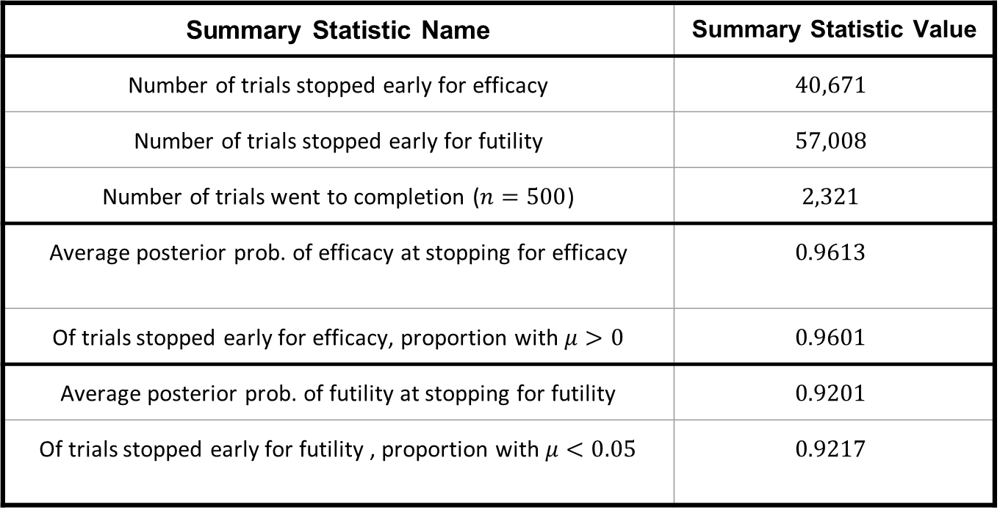 Summary Statistic Name Summary Statistic Value
Number of trials stopped early for efficacy 40,671
Number of trials stopped early for futility 57,008
Number of trials went to completion (𝑛 = 500) 2,321
Average posterior prob. of efficacy at stopping for efficacy 0.9613
Of trials stopped early for efficacy, proportion with 𝜇 > 0 0.9601
Average posterior prob. of futility at stopping for futility 0.9201
Of trials stopped early for futility , proportion with 𝜇 < 0.05 0.9217